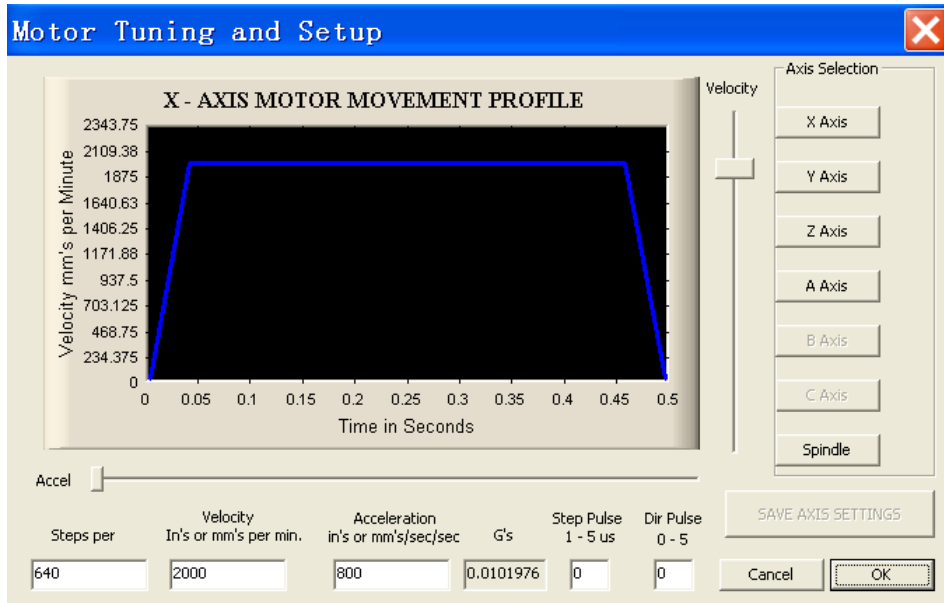 Motor Tuning and Setup
Axis Selection
Velocity
X - AXIS MOTOR MOVEMENT PROFILE
Velocity mm's per Minute
2343.75
2109.38
1875
1640.63
1406.25
1171.88
937.5
703.125
468.75
234.375
0
0 0.05 0.1 0.15 0.2 0.25 0.3 0.35 0.4 0.45 0.5
Time in Seconds
X Axis
Y Axis
Z Axis
A Axis
B Axis
C Axis
Spindle
Accel
Steps per
Velocity
In's or mm's per min.
Acceleration
in's or mm's/sec/sec
G's
Step Pulse
1 - 5 us
Dir Pulse
0 - 5
SAVE AXIS SETTINGS
640
2000
800
0.0101976
0
0
Cancel
OK